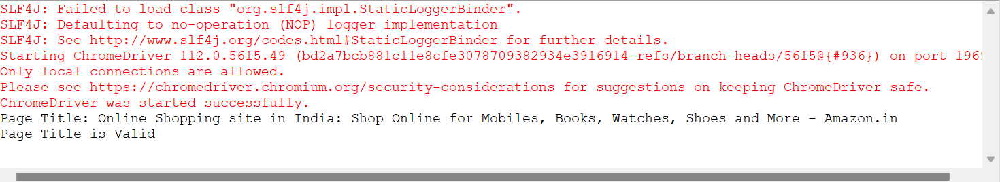 SLF4J: Failed to load class "org.slf4j.impl.StaticLoggerBinder".
SLF4J: Defaulting to no-operation (NOP) logger implementation
SLF4J: See http://www.slf4j.org/codes.html#StaticLoggerBinder for further details.
Starting ChromeDriver 112.0.5615.49 (bd2a7bcb881c11e8cfe3078709382934e3916914-refs/branch-heads/5615@{#936}) on port 196
Only local connections are allowed.
Please see https://chromedriver.chromium.org/security-considerations for suggestions on keeping ChromeDriver safe.
ChromeDriver was started successfully.
Page Title: Online Shopping site in India: Shop Online for Mobiles, Books, Watches, Shoes and More - Amazon.in
Page Title is Valid